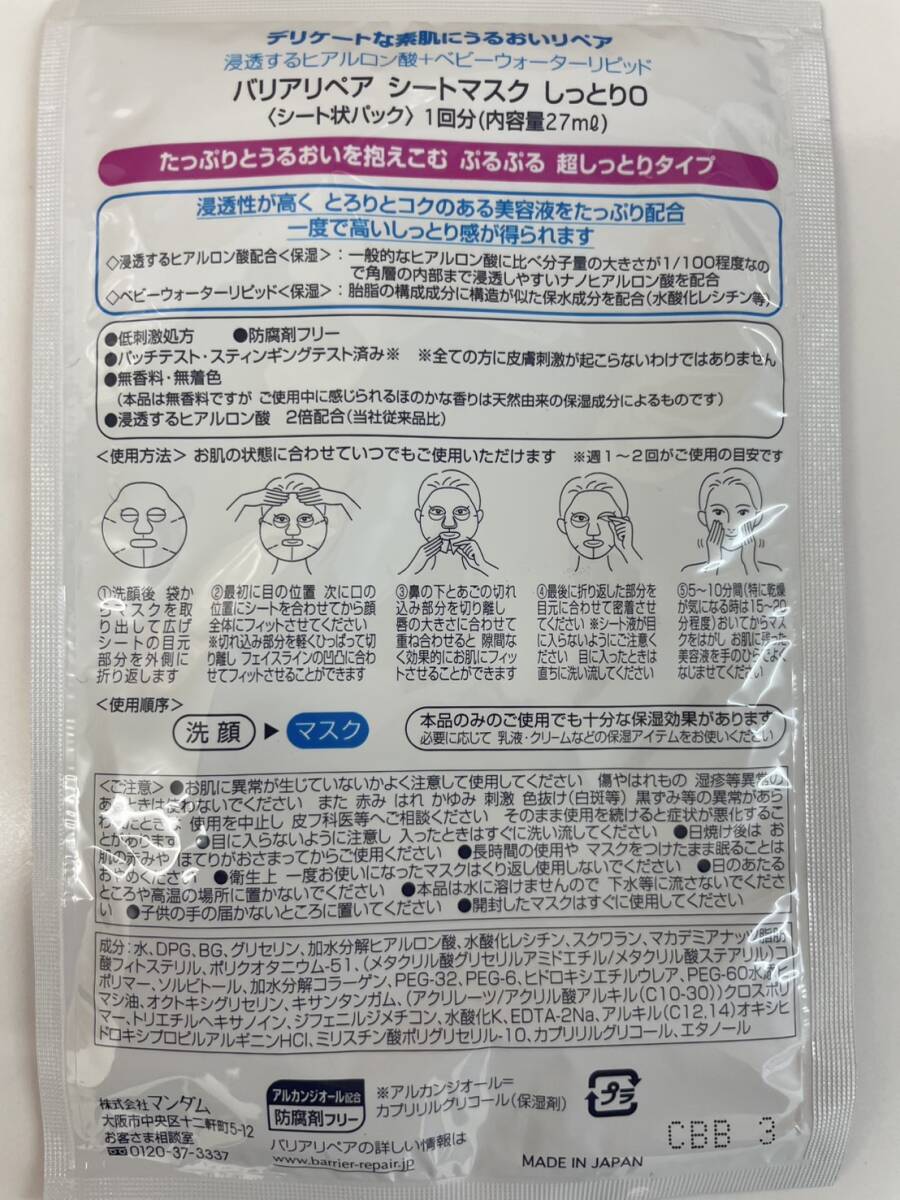 デリケートな素肌にうるおいリペア
浸透するヒアルロン酸+ベビーウォーターリピッド
バリアリペア シートマスク しっとりO
〈シート状パック〉1回分(内容量27mℓ)
たっぷりとうるおいを抱えこむ ぷるぷる 超しっとりタイプ
浸透性が高く とろりとコクのある美容液をたっぷり配合
一度で高いしっとり感が得られます
◇浸透するヒアルロン酸配合<保湿>：一般的なヒアルロン酸に比べ分子量の大きさが1/100程度なの
で角層の内部まで浸透しやすいナノヒアルロン酸を配合
◇ベビーウォーターリピッド<保湿>：胎脂の構成成分に構造が似た保水成分を配合(水酸化レシチン等)
●低刺激処方 ●防腐剤フリー
●パッチテスト・スティンギングテスト済み※ ※全ての方に皮膚刺激が起こらないわけではありません
●無香料・無着色
(本品は無香料ですが ご使用中に感じられるほのかな香りは天然由来の保湿成分によるものです)
●浸透するヒアルロン酸 2倍配合(当社従来品比)
<使用方法> お肌の状態に合わせていつでもご使用いただけます ※週1〜2回がご使用の目安です
①洗顔後 袋か
らマスクを取
り出して広げ
シートの目元
部分を外側に
折り返します
②最初に目の位置 次に口の
位置にシートを合わせてから顔
全体にフィットさせてください
※切れ込み部分を軽くひっぱって切
り離し フェイスラインの凹凸に合わ
せてフィットさせることができます
③鼻の下とあごの切れ
込み部分を切り離し
唇の大きさに合わせて
重ね合わせると 隙間な
く効果的にお肌にフィッ
トさせることができます
④最後に折り返した部分を
目元に合わせて密着させ
てください ※シート液が目
に入らないようにご注意く
ださい 目に入ったときは
直ちに洗い流してください
⑤5〜10分間(特に乾燥
が気になる時は15〜20
分程度)おいてからマス
クをはがし お肌に残った
美容液を手のひらでよく
なじませてください
<使用順序>
洗顔 ▶ マスク
本品のみのご使用でも十分な保湿効果があります
必要に応じて 乳液・クリームなどの保湿アイテムをお使いください
<ご注意> ●お肌に異常が生じていないかよく注意して使用してください 傷やはれもの 湿疹等異常の
あるときは使わないでください また 赤み はれ かゆみ 刺激 色抜け(白斑等) 黒ずみ等の異常があら
われたときは 使用を中止し 皮フ科医等へご相談ください そのまま使用を続けると症状が悪化するこ
とがあります ●目に入らないように注意し 入ったときはすぐに洗い流してください ●日焼け後は お
肌の赤みや ほてりがおさまってからご使用ください ●長時間の使用や マスクをつけたまま眠ることは
おやめください ●衛生上 一度お使いになったマスクはくり返し使用しないでください ●日のあたる
ところや高温の場所に置かないでください ●本品は水に溶けませんので 下水等に流さないでくださ
い ●子供の手の届かないところに置いてください ●開封したマスクはすぐに使用してください
成分：水、DPG、BG、グリセリン、加水分解ヒアルロン酸、水酸化レシチン、スクワラン、マカデミアナッツ脂肪
酸フィトステリル、ポリクオタニウム-51、(メタクリル酸グリセリルアミドエチル/メタクリル酸ステアリル)コ
ポリマー、ソルビトール、加水分解コラーゲン、PEG-32、PEG-6、ヒドロキシエチルウレア、PEG-60水添ヒ
マシ油、オクトキシグリセリン、キサンタンガム、(アクリレーツ/アクリル酸アルキル(C10-30))クロスポリ
マー、トリエチルヘキサノイン、ジフェニルジメチコン、水酸化K、EDTA-2Na、アルキル(C12,14)オキシヒ
ドロキシプロピルアルギニンHCl、ミリスチン酸ポリグリセリル-10、カプリリルグリコール、エタノール
株式会社マンダム
大阪市中央区十二軒町5-12
お客さま相談室
0120-37-3337
アルカンジオール配合
防腐剤フリー
※アルカンジオール=
カプリリルグリコール(保湿剤)
プラ
バリアリペアの詳しい情報は
www.barrier-repair.jp
MADE IN JAPAN
CBB 3